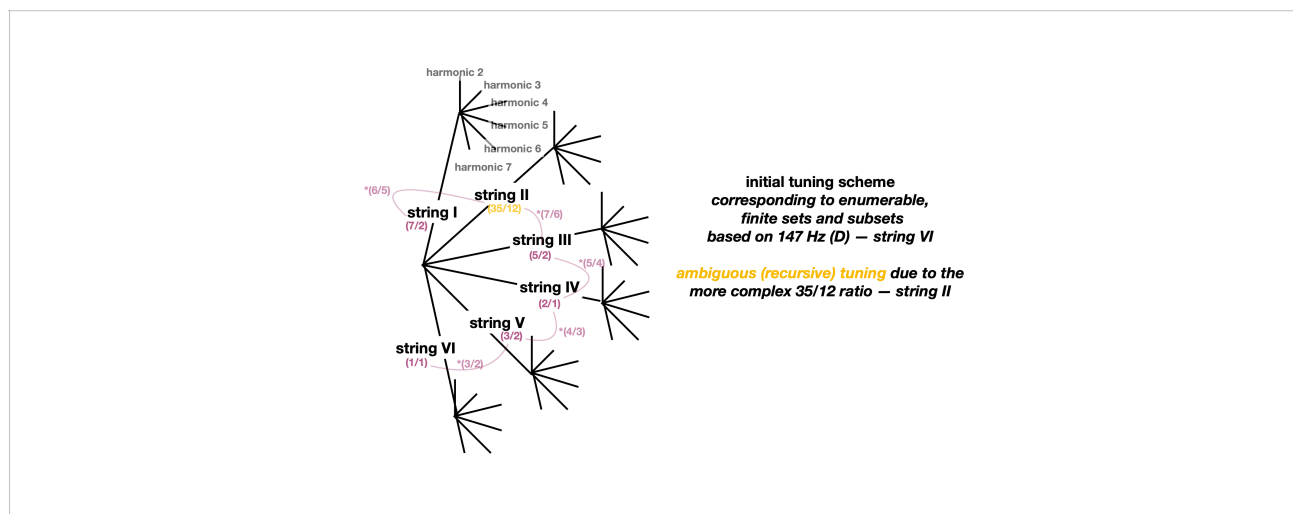 harmonic 2
harmonic 3
harmonic 4
harmonic 5
harmonic 6
harmonic 7
*(6/5)
string II
(35/12)
string I
(7/2)
*(7/6)
string III
(5/2)
*(5/4)
string IV
(2/1)
string V
(3/2)
*(4/3)
string VI
(1/1)
*(3/2)
initial tuning scheme
corresponding to enumerable,
finite sets and subsets
based on 147 Hz (D) — string VI
ambiguous (recursive) tuning due to the
more complex 35/12 ratio — string II